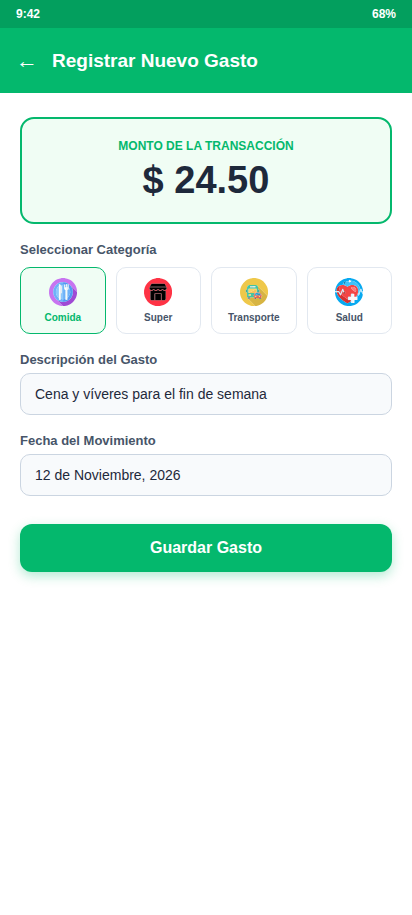 9:42 68%
← Registrar Nuevo Gasto
MONTO DE LA TRANSACCIÓN
$ 24.50
Seleccionar Categoría
Comida Super Transporte Salud
Descripción del Gasto
Cena y víveres para el fin de semana
Fecha del Movimiento
12 de Noviembre, 2026
Guardar Gasto